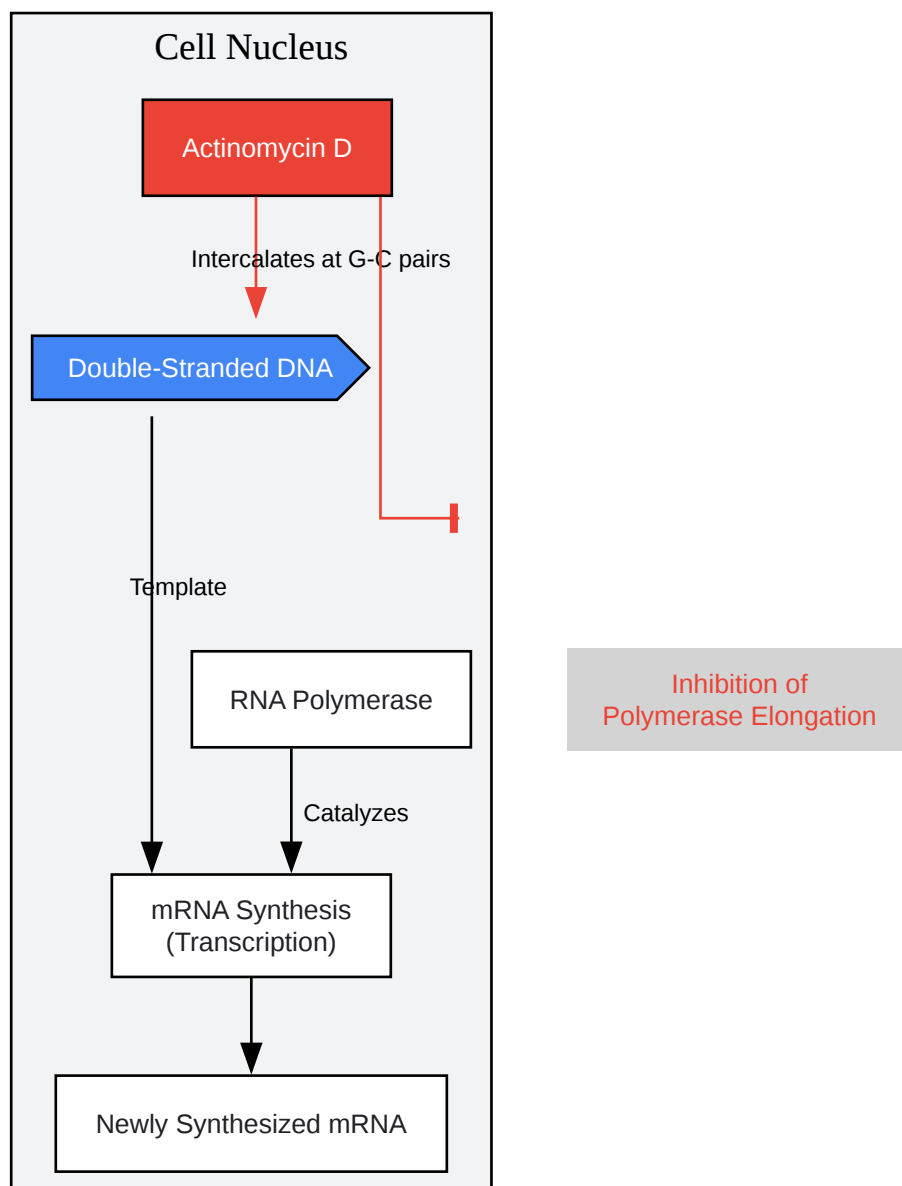 Cell Nucleus
Actinomycin D
Intercalates at G-C pairs
Double-Stranded DNA
Template
RNA Polymerase
Inhibition of
Polymerase Elongation
Catalyzes
mRNA Synthesis
(Transcription)
Newly Synthesized mRNA